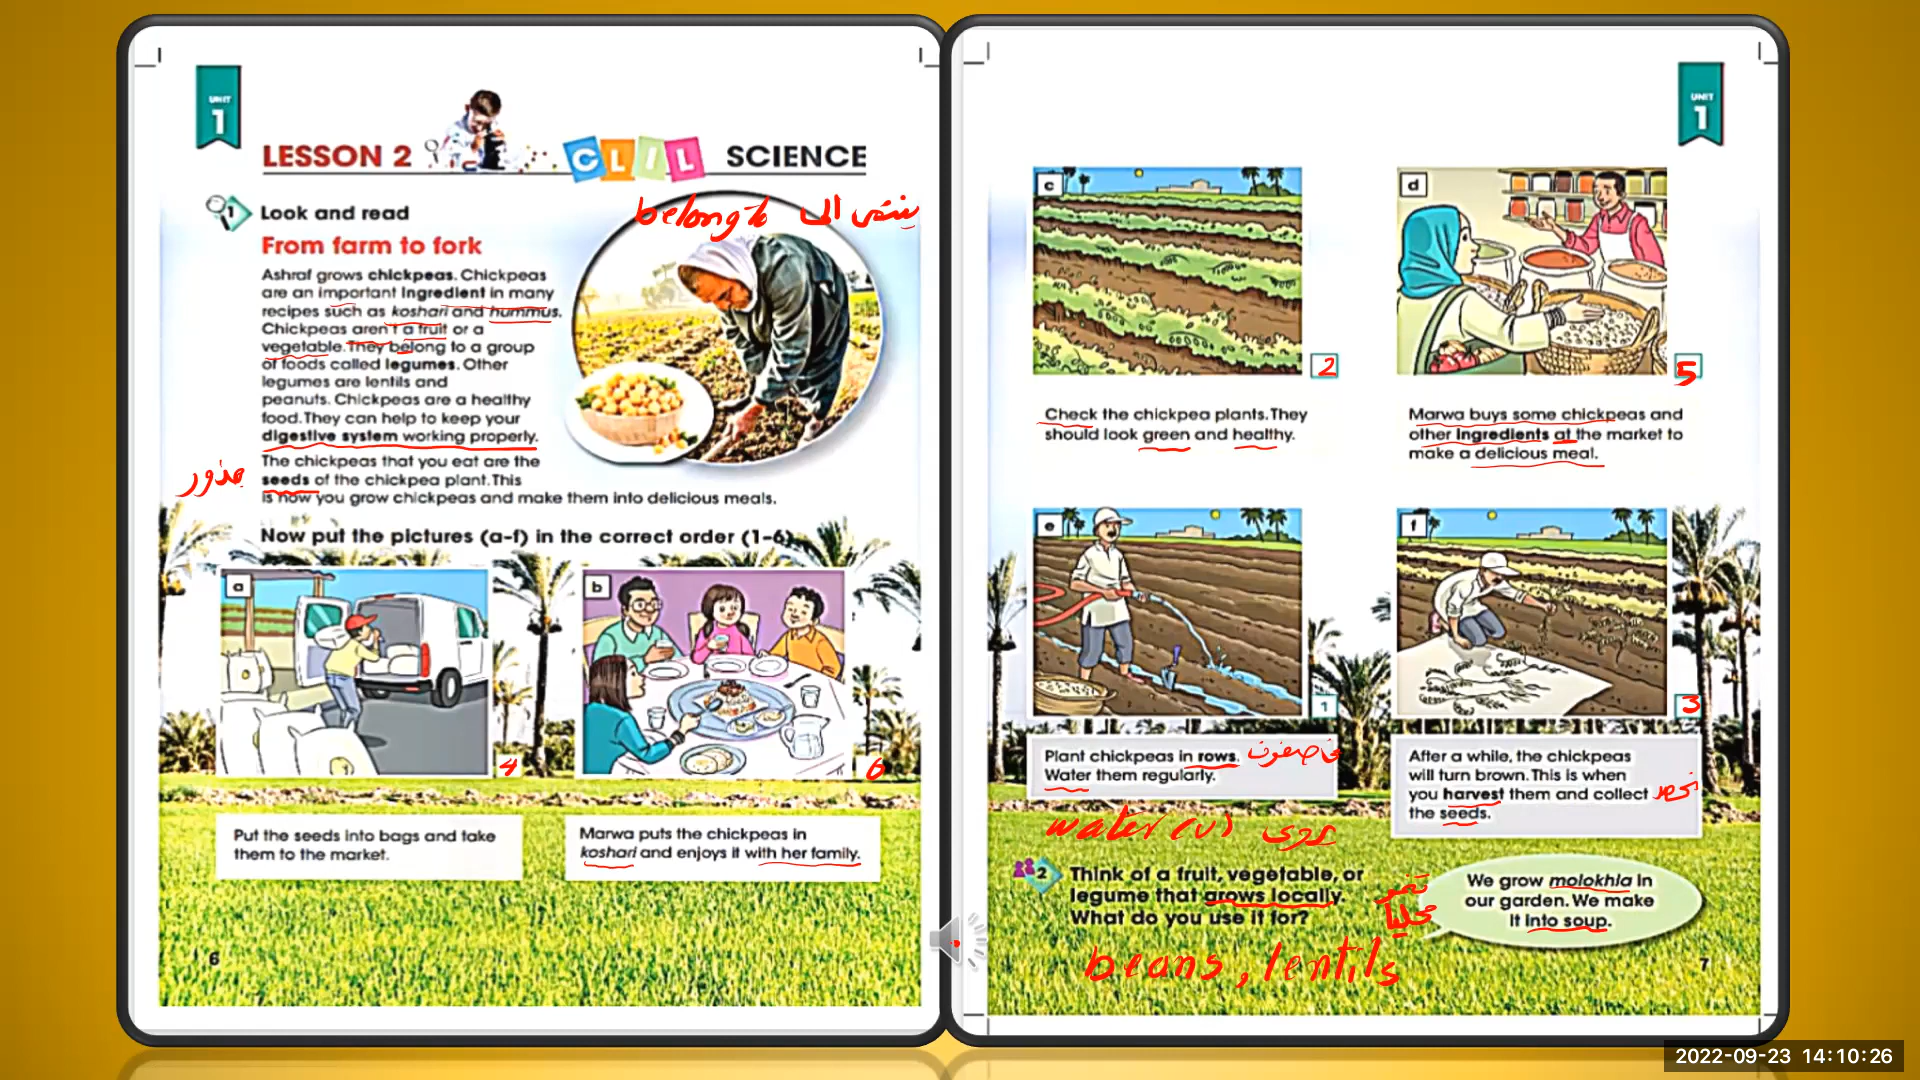 UNIT
1
LESSON 2
CLIL SCIENCE
1 Look and read
belong to
From farm to fork
Ashraf grows chickpeas. Chickpeas
are an important ingredient in many
recipes such as koshari and hummus.
Chickpeas aren't a fruit or a
vegetable. They belong to a group
of foods called legumes. Other
legumes are lentils and
peanuts. Chickpeas are a healthy
food. They can help to keep your
digestive system working properly.
The chickpeas that you eat are the
جذور
seeds of the chickpea plant. This
is how you grow chickpeas and make them into delicious meals.
Now put the pictures (a-f) in the correct order (1-6).
a
4
b
6
Put the seeds into bags and take
them to the market.
Marwa puts the chickpeas in
koshari and enjoys it with her family.
6
UNIT
1
c
2
d
5
Check the chickpea plants. They
should look green and healthy.
Marwa buys some chickpeas and
other ingredients at the market to
make a delicious meal.
e
1
f
3
Plant chickpeas in rows.
Water them regularly.
water (v)
After a while, the chickpeas
will turn brown. This is when
you harvest them and collect
the seeds.
2 Think of a fruit, vegetable, or
legume that grows locally.
What do you use it for?
تنمو
محلياً
beans, lentils
We grow molokhia in
our garden. We make
it into soup.
7
2022-09-23 14:10:26